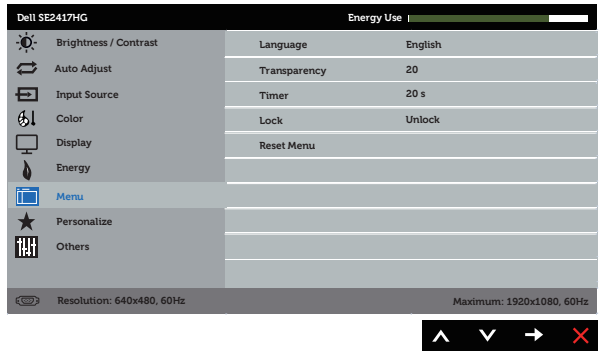 Dell SE2417HG Energy Use
Brightness / Contrast Language English
Auto Adjust Transparency 20
Input Source Timer 20 s
Color Lock Unlock
Display Reset Menu
Energy
Menu
Personalize
Others
Resolution: 640x480, 60Hz Maximum: 1920x1080, 60Hz